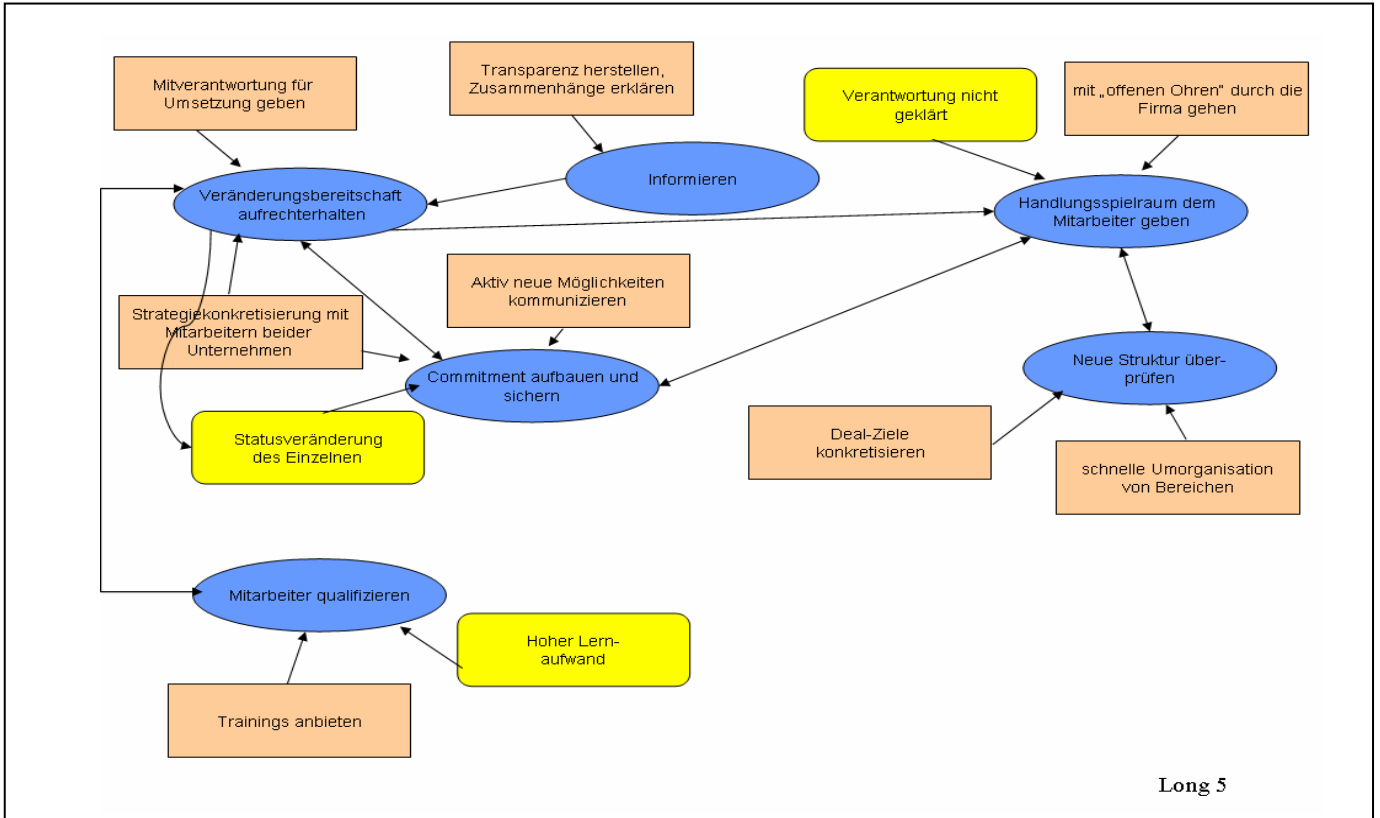 Mitverantwortung für
Umsetzung geben
Transparenz herstellen,
Zusammenhänge erklären
Verantwortung nicht
geklärt
mit „offenen Ohren" durch die
Firma gehen
Veränderungsbereitschaft
aufrechterhalten
Informieren
Handlungsspielraum dem
Mitarbeiter geben
Strategiekonkretisierung mit
Mitarbeitern beider
Unternehmen
Aktiv neue Möglichkeiten
kommunizieren
Commitment aufbauen und
sichern
Neue Struktur über-
prüfen
Statusveränderung
des Einzelnen
Deal-Ziele
konkretisieren
schnelle Umorganisation
von Bereichen
Mitarbeiter qualifizieren
Hoher Lern-
aufwand
Trainings anbieten
Long 5